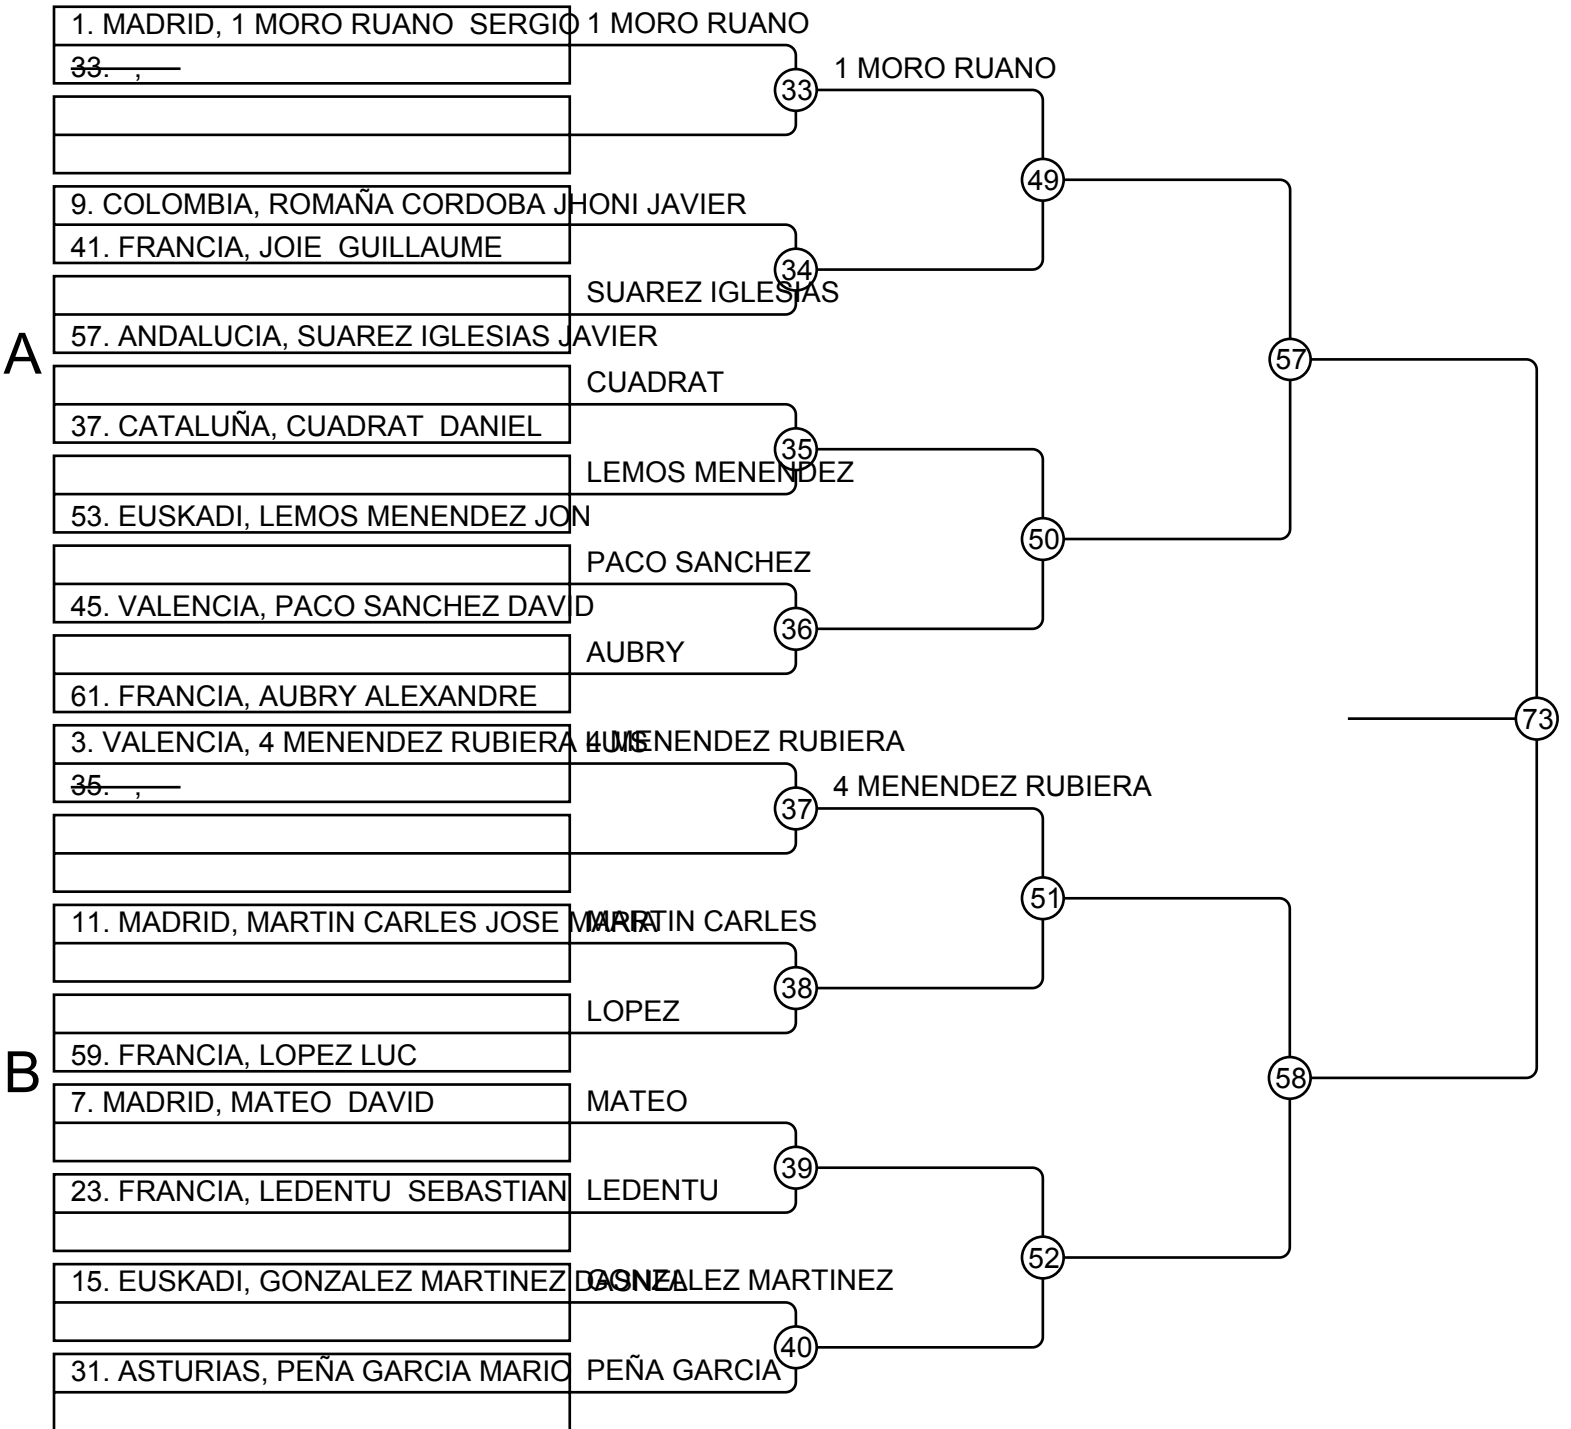 1. MADRID, 1 MORO RUANO  SERGIO 1 MORO RUANO
33.   ,
1 MORO RUANO
33
49
9. COLOMBIA, ROMAÑA CORDOBA JHONI JAVIER
41. FRANCIA, JOIE  GUILLAUME
34
SUAREZ IGLESIAS
57. ANDALUCIA, SUAREZ IGLESIAS JAVIER
A
57
CUADRAT
37. CATALUÑA, CUADRAT  DANIEL
35
LEMOS MENENDEZ
53. EUSKADI, LEMOS MENENDEZ JON
50
PACO SANCHEZ
45. VALENCIA, PACO SANCHEZ DAVID
36
AUBRY
61. FRANCIA, AUBRY ALEXANDRE
73
3. VALENCIA, 4 MENENDEZ RUBIERA LUIS 4 MENENDEZ RUBIERA
35.   ,
4 MENENDEZ RUBIERA
37
51
11. MADRID, MARTIN CARLES JOSE MARIA MARTIN CARLES
38
LOPEZ
59. FRANCIA, LOPEZ LUC
B
58
7. MADRID, MATEO  DAVID MATEO
39
23. FRANCIA, LEDENTU  SEBASTIAN LEDENTU
52
15. EUSKADI, GONZALEZ MARTINEZ GONZALEZ MARTINEZ
40
31. ASTURIAS, PEÑA GARCIA MARIO PEÑA GARCIA